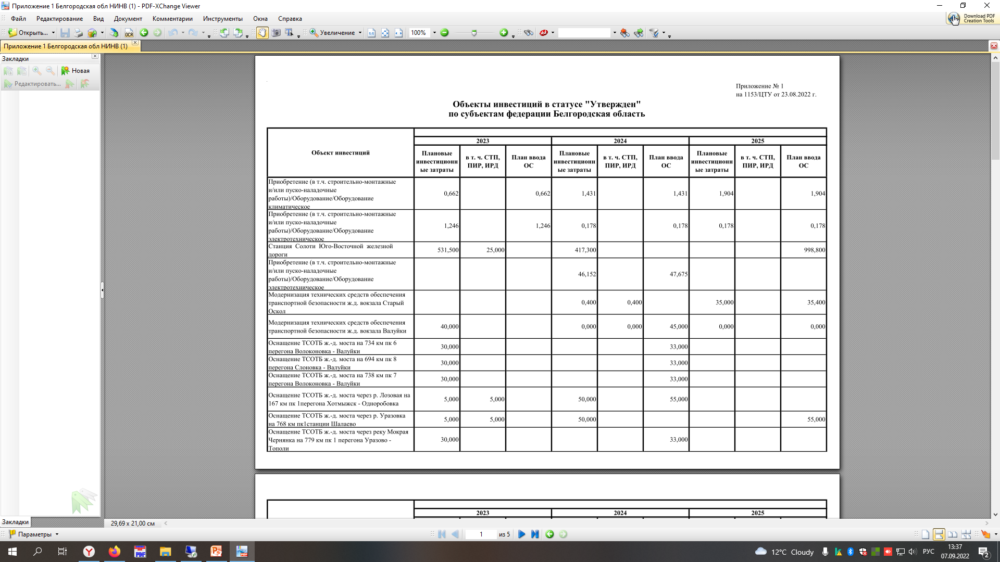 Приложение 1 Белгородская обл НИНВ (1) - PDF-XChange Viewer
Файл Редактирование Вид Документ Комментарии Инструменты Окна Справка
Download PDF
Creation Tools
Открыть... OCR Увеличение 1:1 100% Ask
Приложение 1 Белгородская обл НИНВ (1)
Закладки
Новая
Редактировать...
Приложение № 1
на 1153/ЦТУ от 23.08.2022 г.
Объекты инвестиций в статусе "Утвержден"
по субъектам федерации Белгородская область
Объект инвестиций
2023 2024 2025
Плановые инвестиционн ые затраты
в т. ч. СТП, ПИР, ИРД
План ввода ОС
Плановые инвестиционн ые затраты
в т. ч. СТП, ПИР, ИРД
План ввода ОС
Плановые инвестиционн ые затраты
в т. ч. СТП, ПИР, ИРД
План ввода ОС
Приобретение (в т.ч. строительно-монтажные
и/или пуско-наладочные
работы)/Оборудование/Оборудование
климатическое
0,662 0,662 1,431 1,431 1,904 1,904
Приобретение (в т.ч. строительно-монтажные
и/или пуско-наладочные
работы)/Оборудование/Оборудование
электротехническое
1,246 1,246 0,178 0,178 0,178 0,178
Станция Солоти Юго-Восточной железной
дороги
531,500 25,000 417,300 998,800
Приобретение (в т.ч. строительно-монтажные
и/или пуско-наладочные
работы)/Оборудование/Оборудование
электротехническое
46,152 47,675
Модернизация технических средств обеспечения
транспортной безопасности ж.д. вокзала Старый
Оскол
0,400 0,400 35,000 35,400
Модернизация технических средств обеспечения
транспортной безопасности ж.д. вокзала Валуйки
40,000 0,000 0,000 45,000 0,000 0,000
Оснащение ТСОТБ ж.-д. моста на 734 км пк 6
перегона Волоконовка - Валуйки
30,000 33,000
Оснащение ТСОТБ ж.-д. моста на 694 км пк 8
перегона Слоновка - Валуйки
30,000 33,000
Оснащение ТСОТБ ж.-д. моста на 738 км пк 7
перегона Волоконовка - Валуйки
30,000 33,000
Оснащение ТСОТБ ж.-д. моста через р. Лозовая на
167 км пк 1перегона Хотмыжск - Одноробовка
5,000 5,000 50,000 55,000
Оснащение ТСОТБ ж.-д. моста через р. Уразовка
на 768 км пк1станции Шалаево
5,000 5,000 50,000 55,000
Оснащение ТСОТБ ж.-д. моста через реку Мокрая
Чернянка на 779 км пк 1 перегона Уразово -
Тополи
30,000 33,000
2023 2024 2025
Закладки
29,69 x 21,00 см
Параметры
1 из 5
12°C Cloudy
РУС
13:37
07.09.2022
2